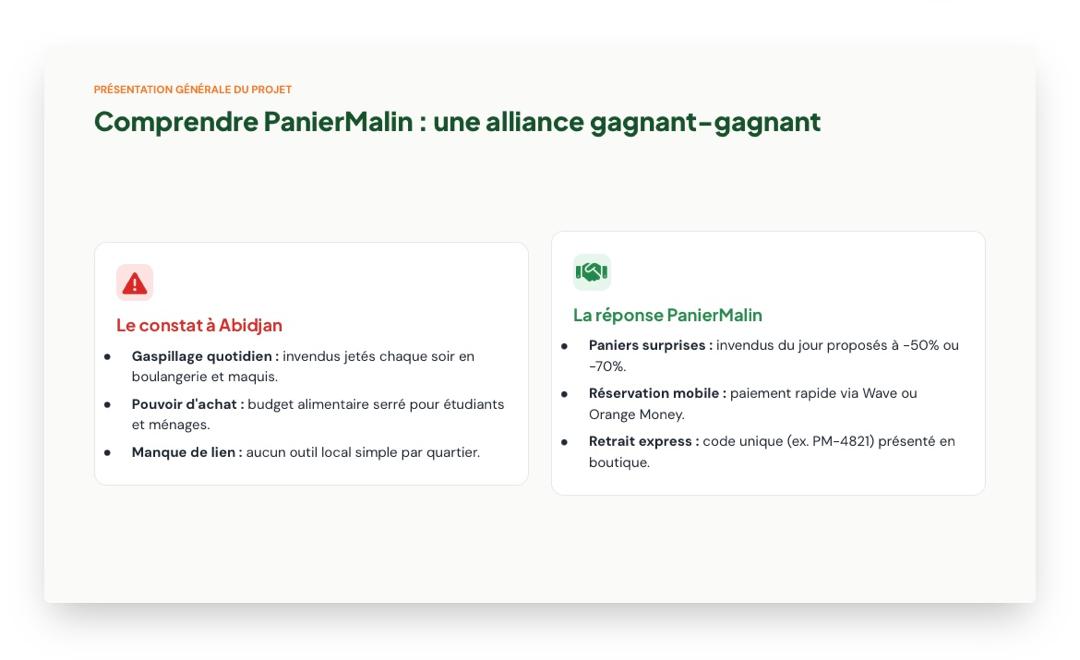 PRÉSENTATION GÉNÉRALE DU PROJET
Comprendre PanierMalin : une alliance gagnant-gagnant
Le constat à Abidjan
● Gaspillage quotidien : invendus jetés chaque soir en
boulangerie et maquis.
● Pouvoir d'achat : budget alimentaire serré pour étudiants
et ménages.
● Manque de lien : aucun outil local simple par quartier.
La réponse PanierMalin
● Paniers surprises : invendus du jour proposés à -50% ou
-70%.
● Réservation mobile : paiement rapide via Wave ou
Orange Money.
● Retrait express : code unique (ex. PM-4821) présenté en
boutique.